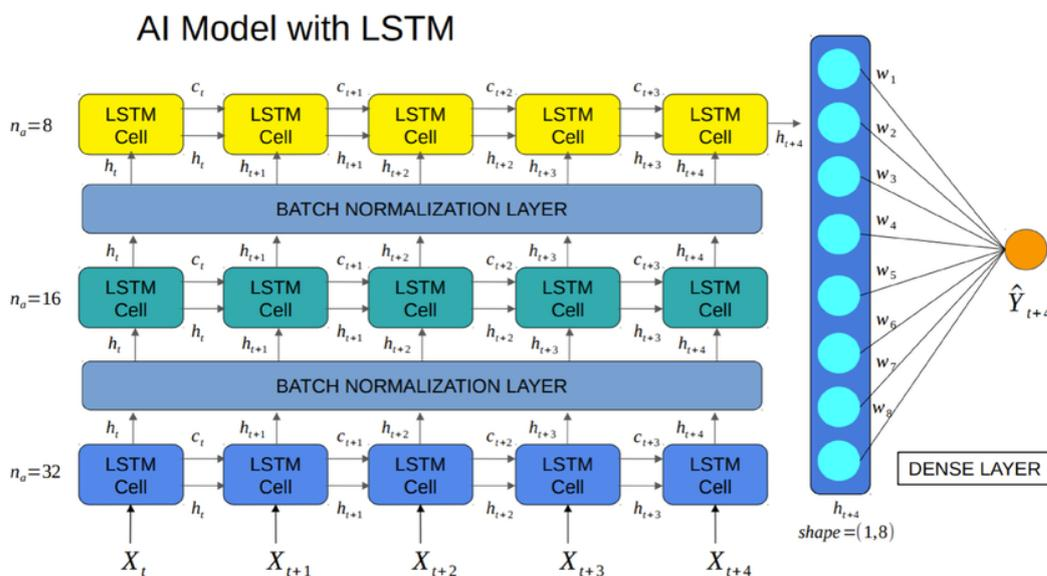 AI Model with LSTM
n_a=8
LSTM Cell c_t LSTM Cell c_{t+1} LSTM Cell c_{t+2} LSTM Cell c_{t+3} LSTM Cell
h_t h_{t+1} h_{t+2} h_{t+3} h_{t+4}
h_t h_{t+1} h_{t+2} h_{t+3} h_{t+4}
BATCH NORMALIZATION LAYER
h_t h_{t+1} h_{t+2} h_{t+3} h_{t+4}
n_a=16
LSTM Cell c_t LSTM Cell c_{t+1} LSTM Cell c_{t+2} LSTM Cell c_{t+3} LSTM Cell
h_t h_{t+1} h_{t+2} h_{t+3}
h_t h_{t+1} h_{t+2} h_{t+3} h_{t+4}
BATCH NORMALIZATION LAYER
h_t h_{t+1} h_{t+2} h_{t+3} h_{t+4}
n_a=32
LSTM Cell c_t LSTM Cell c_{t+1} LSTM Cell c_{t+2} LSTM Cell c_{t+3} LSTM Cell
h_t h_{t+1} h_{t+2} h_{t+3}
X_t X_{t+1} X_{t+2} X_{t+3} X_{t+4}
w_1
w_2
w_3
w_4
w_5
w_6
w_7
w_8
Ŷ_{t+4}
DENSE LAYER
h_{t+4}
shape=(1,8)